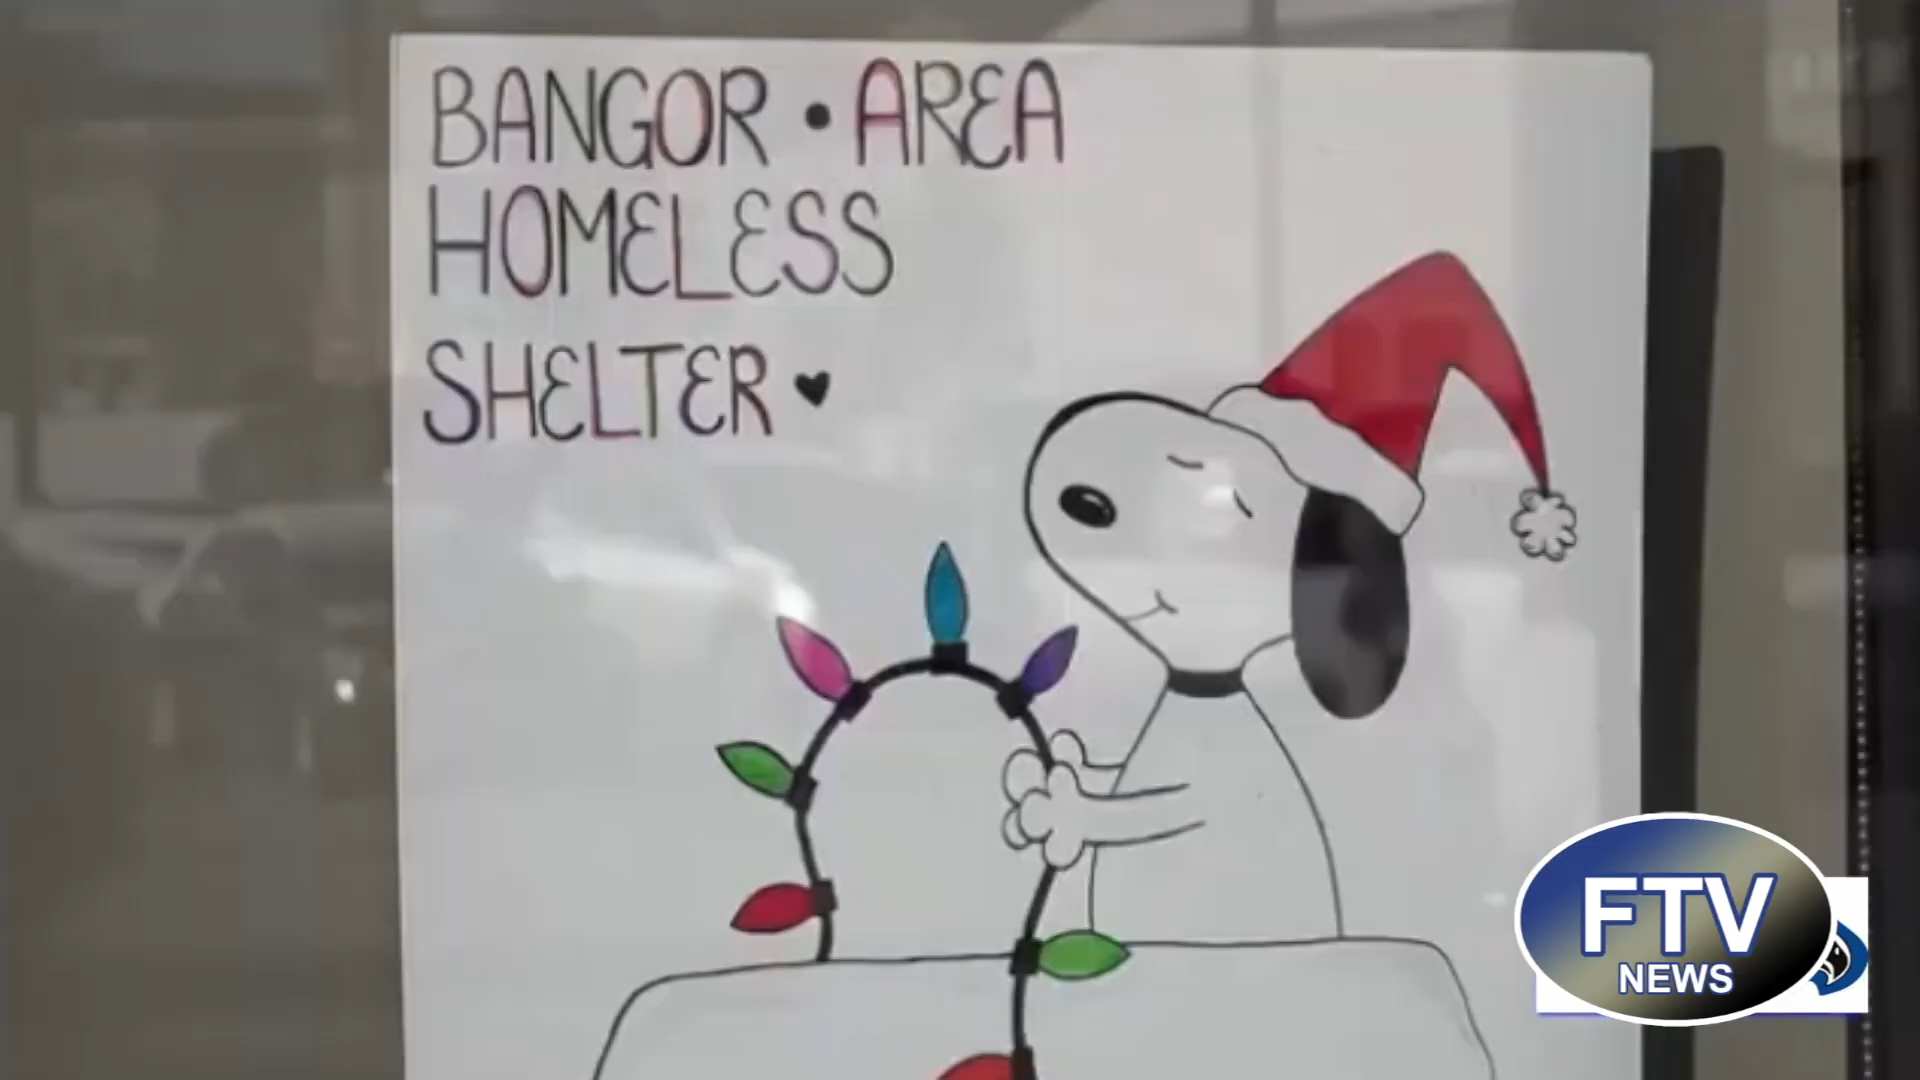 BANGOR • AREA
HOMELESS
SHELTER ♥
FTV
NEWS